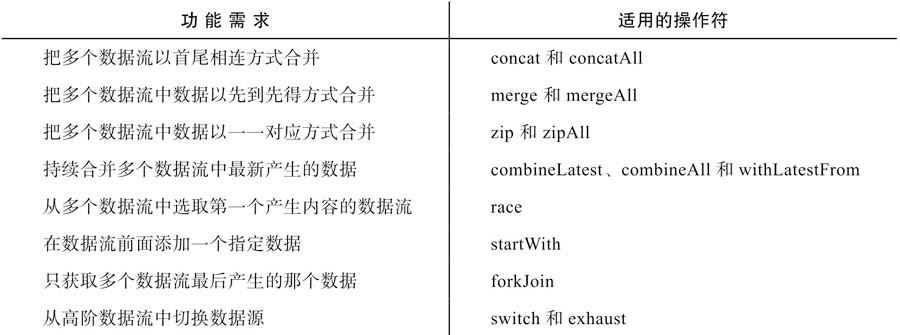 功能需求 适用的操作符
把多个数据流以首尾相连方式合并 concat 和 concatAll
把多个数据流中数据以先到先得方式合并 merge 和 mergeAll
把多个数据流中数据以一一对应方式合并 zip 和 zipAll
持续合并多个数据流中最新产生的数据 combineLatest、combineAll 和 withLatestFrom
从多个数据流中选取第一个产生内容的数据流 race
在数据流前面添加一个指定数据 startWith
只获取多个数据流最后产生的那个数据 forkJoin
从高阶数据流中切换数据源 switch 和 exhaust